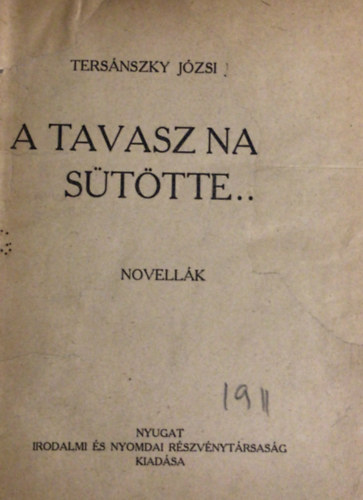 TERSÁNSZKY JÓZSI
A TAVASZ NA
SÜTÖTTE..
NOVELLÁK
1911
NYUGAT
IRODALMI ÉS NYOMDAI RÉSZVÉNYTÁRSASÁG
KIADÁSA